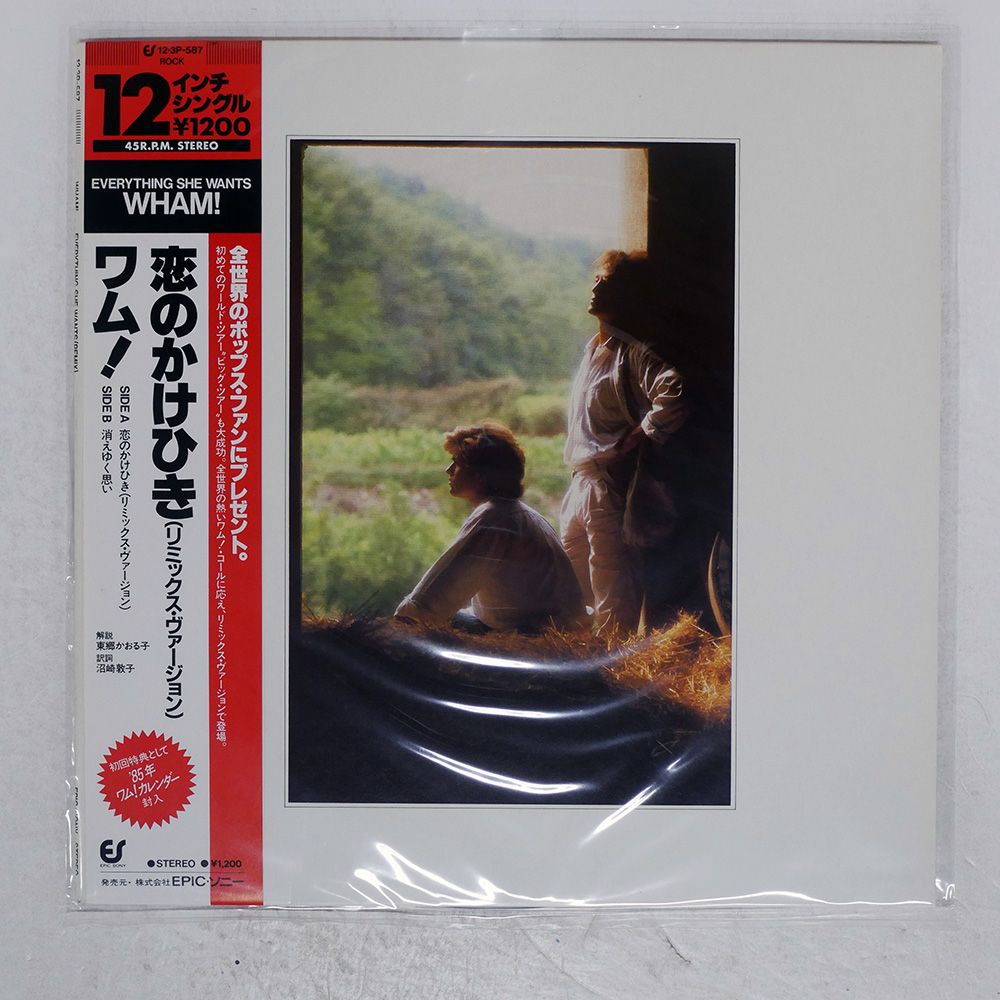 12·3P-587
ROCK
12インチ
シングル
¥1200
45R.P.M. STEREO
EVERYTHING SHE WANTS
WHAM!
全世界のポップス・ファンにプレゼント。
初めてのワールド・ツアー“ビッグ・ツアー”も大成功。全世界の熱いワム!コールに応え、リミックス・ヴァージョンで登場。
恋のかけひき(リミックス・ヴァージョン)
ワム!
SIDE A 恋のかけひき(リミックス・ヴァージョン)
SIDE B 消えゆく思い
解説
東郷かおる子
訳詞
沼崎敦子
初回特典として
'85年
ワム!カレンダー
封入
EPIC SONY
●STEREO ●¥1,200
発売元・株式会社EPIC・ソニー
12·3P-587
WHAM!
EVERYTHING SHE WANTS (REMIX)